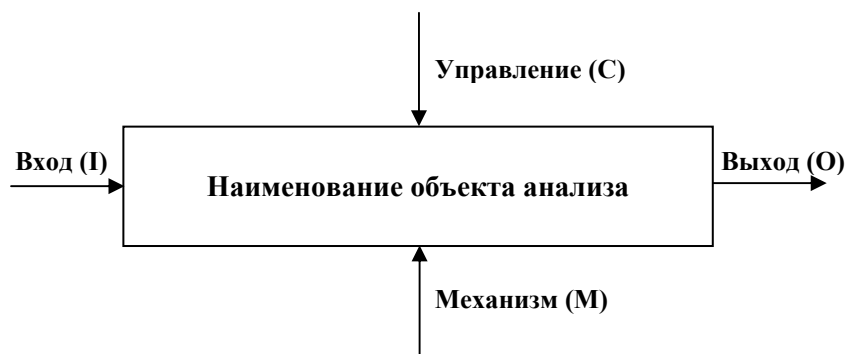 Управление (C)
Вход (I)
Наименование объекта анализа
Выход (O)
Механизм (M)